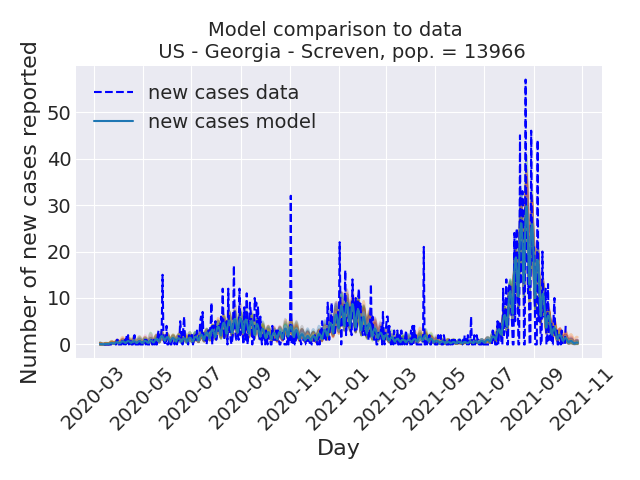 Model comparison to data
US - Georgia - Screven, pop. = 13966
Number of new cases reported
50
40
30
20
10
0
new cases data
new cases model
2020-03
2020-05
2020-07
2020-09
2020-11
2021-01
2021-03
2021-05
2021-07
2021-09
2021-11
Day